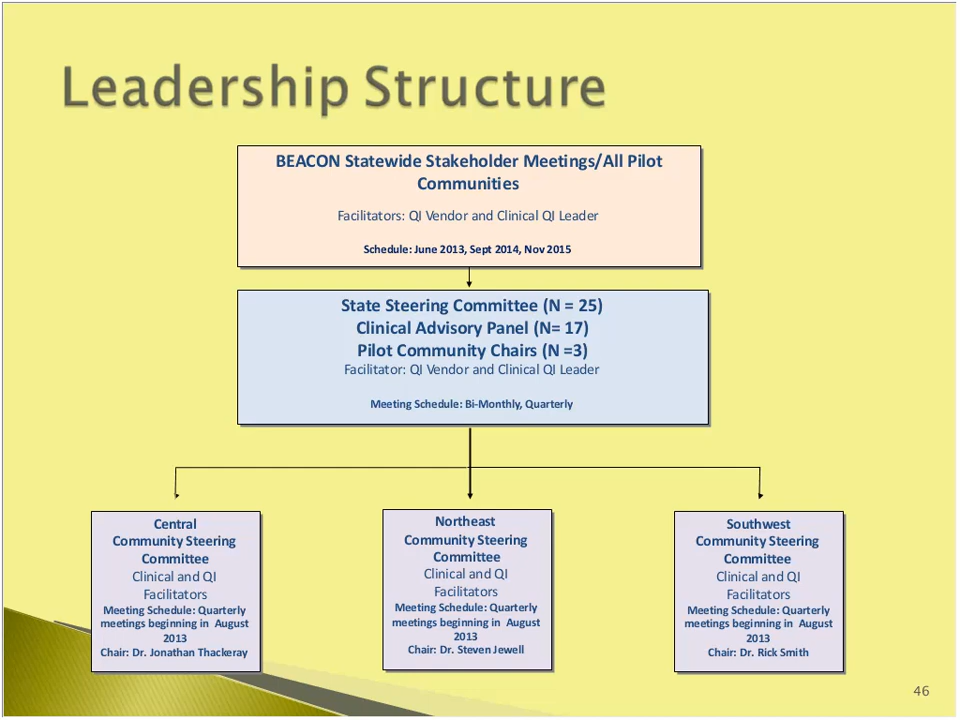 Leadership Structure
BEACON Statewide Stakeholder Meetings/All Pilot
Communities
Facilitators: QI Vendor and Clinical QI Leader
Schedule: June 2013, Sept 2014, Nov 2015
State Steering Committee (N = 25)
Clinical Advisory Panel (N= 17)
Pilot Community Chairs (N =3)
Facilitator: QI Vendor and Clinical QI Leader
Meeting Schedule: Bi-Monthly, Quarterly
Central
Community Steering
Committee
Clinical and QI
Facilitators
Meeting Schedule: Quarterly
meetings beginning in August
2013
Chair: Dr. Jonathan Thackeray
Northeast
Community Steering
Committee
Clinical and QI
Facilitators
Meeting Schedule: Quarterly
meetings beginning in August
2013
Chair: Dr. Steven Jewell
Southwest
Community Steering
Committee
Clinical and QI
Facilitators
Meeting Schedule: Quarterly
meetings beginning in August
2013
Chair: Dr. Rick Smith
46